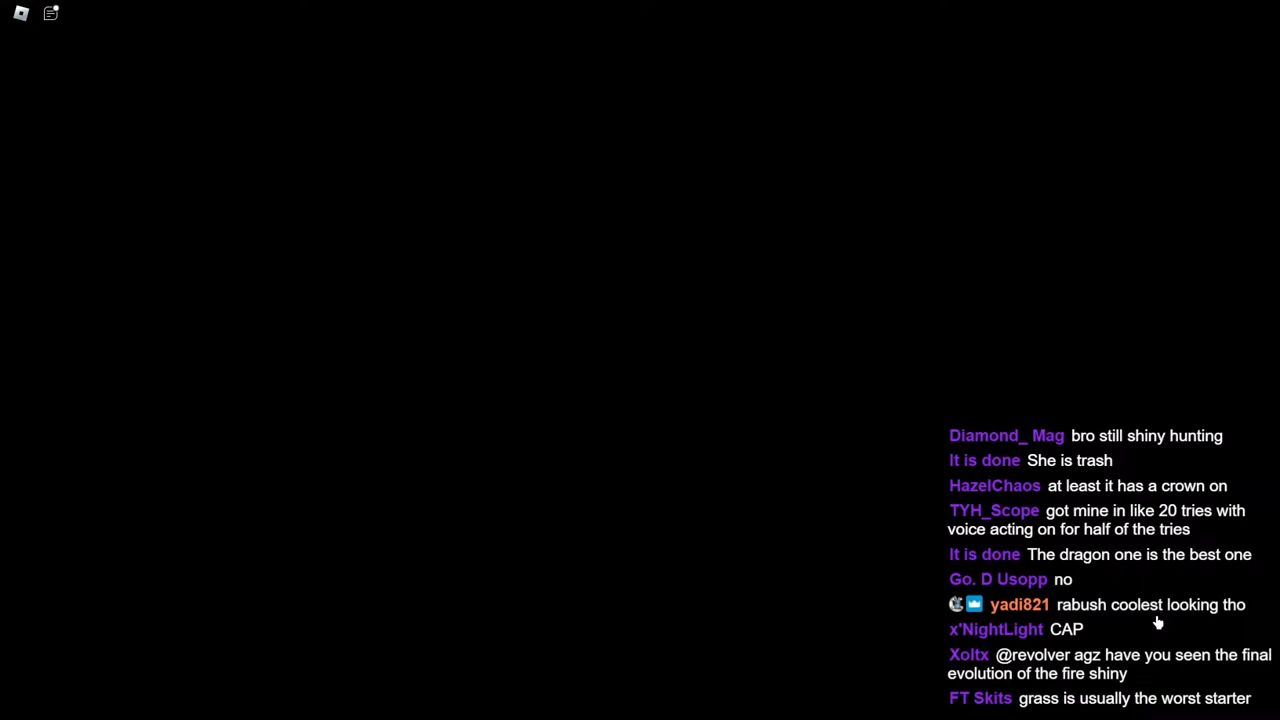 Diamond_ Mag bro still shiny hunting
It is done She is trash
HazelChaos at least it has a crown on
TYH_Scope got mine in like 20 tries with
voice acting on for half of the tries
It is done The dragon one is the best one
Go. D Usopp no
yadi821 rabush coolest looking tho
x'NightLight CAP
Xoltx @revolver agz have you seen the final
evolution of the fire shiny
FT Skits grass is usually the worst starter